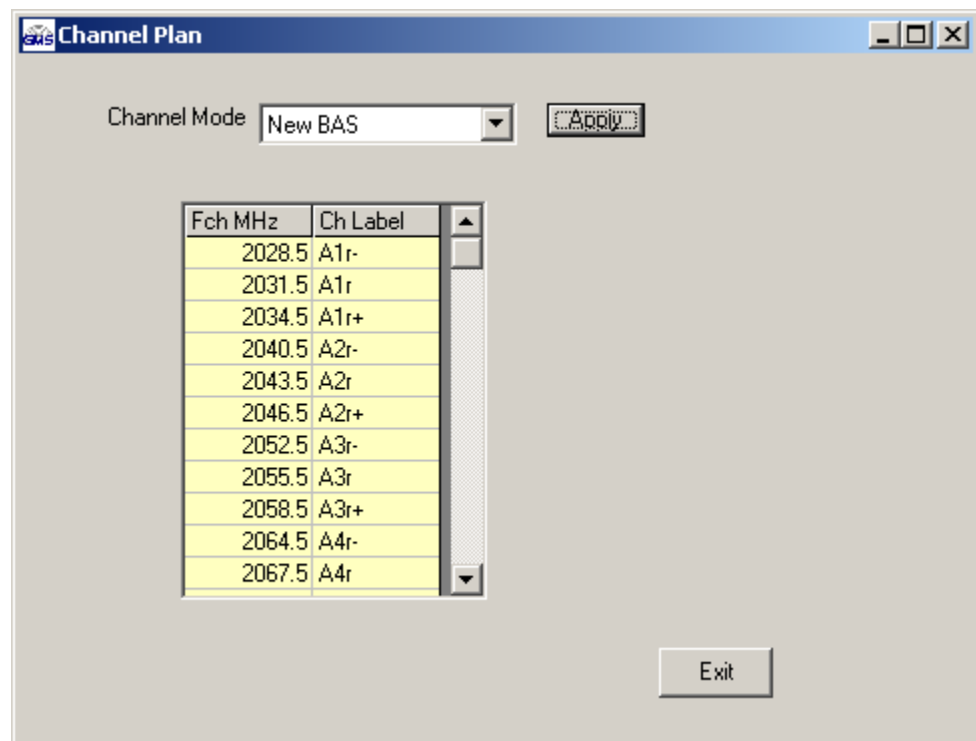 GMS Channel Plan
Channel Mode New BAS Apply
Fch MHz Ch Label
2028.5 A1r-
2031.5 A1r
2034.5 A1r+
2040.5 A2r-
2043.5 A2r
2046.5 A2r+
2052.5 A3r-
2055.5 A3r
2058.5 A3r+
2064.5 A4r-
2067.5 A4r
Exit